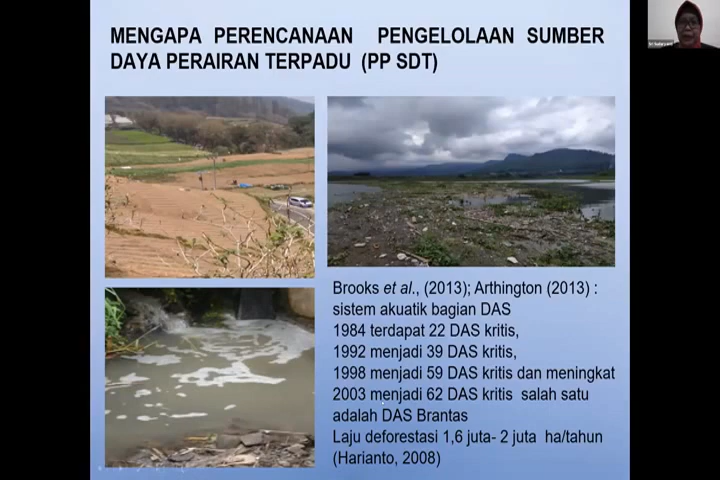 MENGAPA PERENCANAAN PENGELOLAAN SUMBER
DAYA PERAIRAN TERPADU (PP SDT)
Brooks et al., (2013); Arthington (2013) :
sistem akuatik bagian DAS
1984 terdapat 22 DAS kritis,
1992 menjadi 39 DAS kritis,
1998 menjadi 59 DAS kritis dan meningkat
2003 menjadi 62 DAS kritis salah satu
adalah DAS Brantas
Laju deforestasi 1,6 juta- 2 juta ha/tahun
(Harianto, 2008)